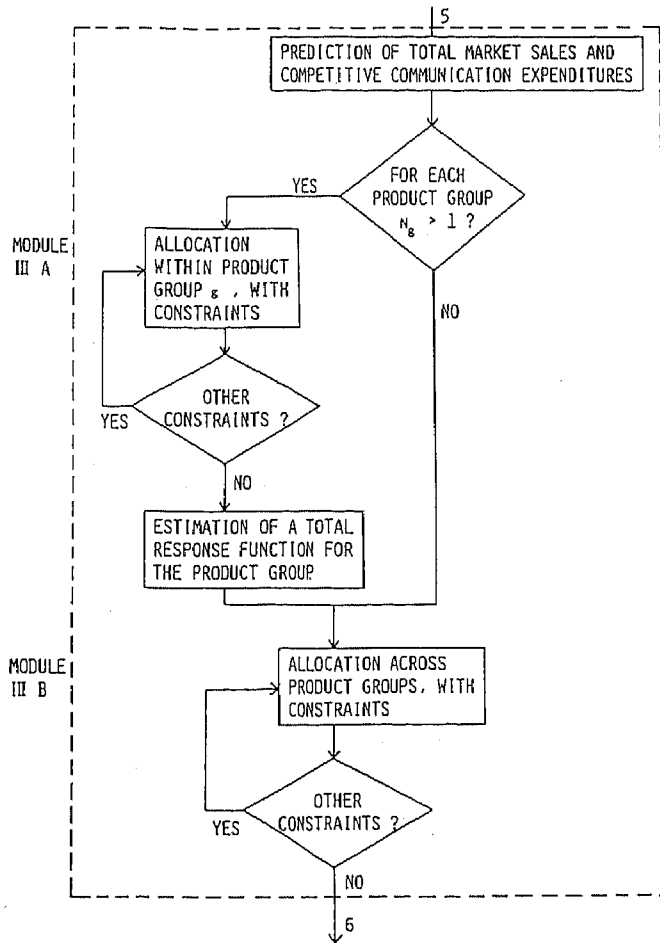 5
PREDICTION OF TOTAL MARKET SALES AND
COMPETITIVE COMMUNICATION EXPENDITURES
FOR EACH
PRODUCT GROUP
N_g > 1 ?
YES
NO
MODULE
III A
ALLOCATION
WITHIN PRODUCT
GROUP g , WITH
CONSTRAINTS
OTHER
CONSTRAINTS ?
YES
NO
ESTIMATION OF A TOTAL
RESPONSE FUNCTION FOR
THE PRODUCT GROUP.
MODULE
III B
ALLOCATION ACROSS
PRODUCT GROUPS, WITH
CONSTRAINTS
OTHER
CONSTRAINTS ?
YES
NO
6